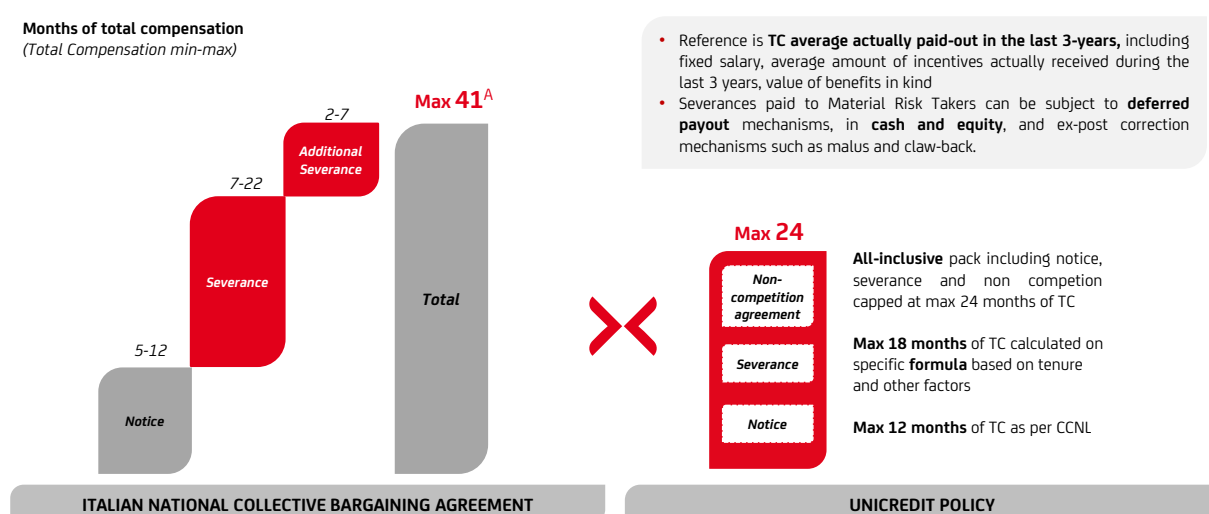 Months of total compensation
(Total Compensation min-max)
Max 41A
2-7
Additional
Severance
7-22
Severance
Total
5-12
Notice
ITALIAN NATIONAL COLLECTIVE BARGAINING AGREEMENT
• Reference is TC average actually paid-out in the last 3-years, including
fixed salary, average amount of incentives actually received during the
last 3 years, value of benefits in kind
• Severances paid to Material Risk Takers can be subject to deferred
payout mechanisms, in cash and equity, and ex-post correction
mechanisms such as malus and claw-back.
Max 24
Non-
competition
agreement
Severance
Notice
All-inclusive pack including notice,
severance and non competion
capped at max 24 months of TC
Max 18 months of TC calculated on
specific formula based on tenure
and other factors
Max 12 months of TC as per CCNL
UNICREDIT POLICY